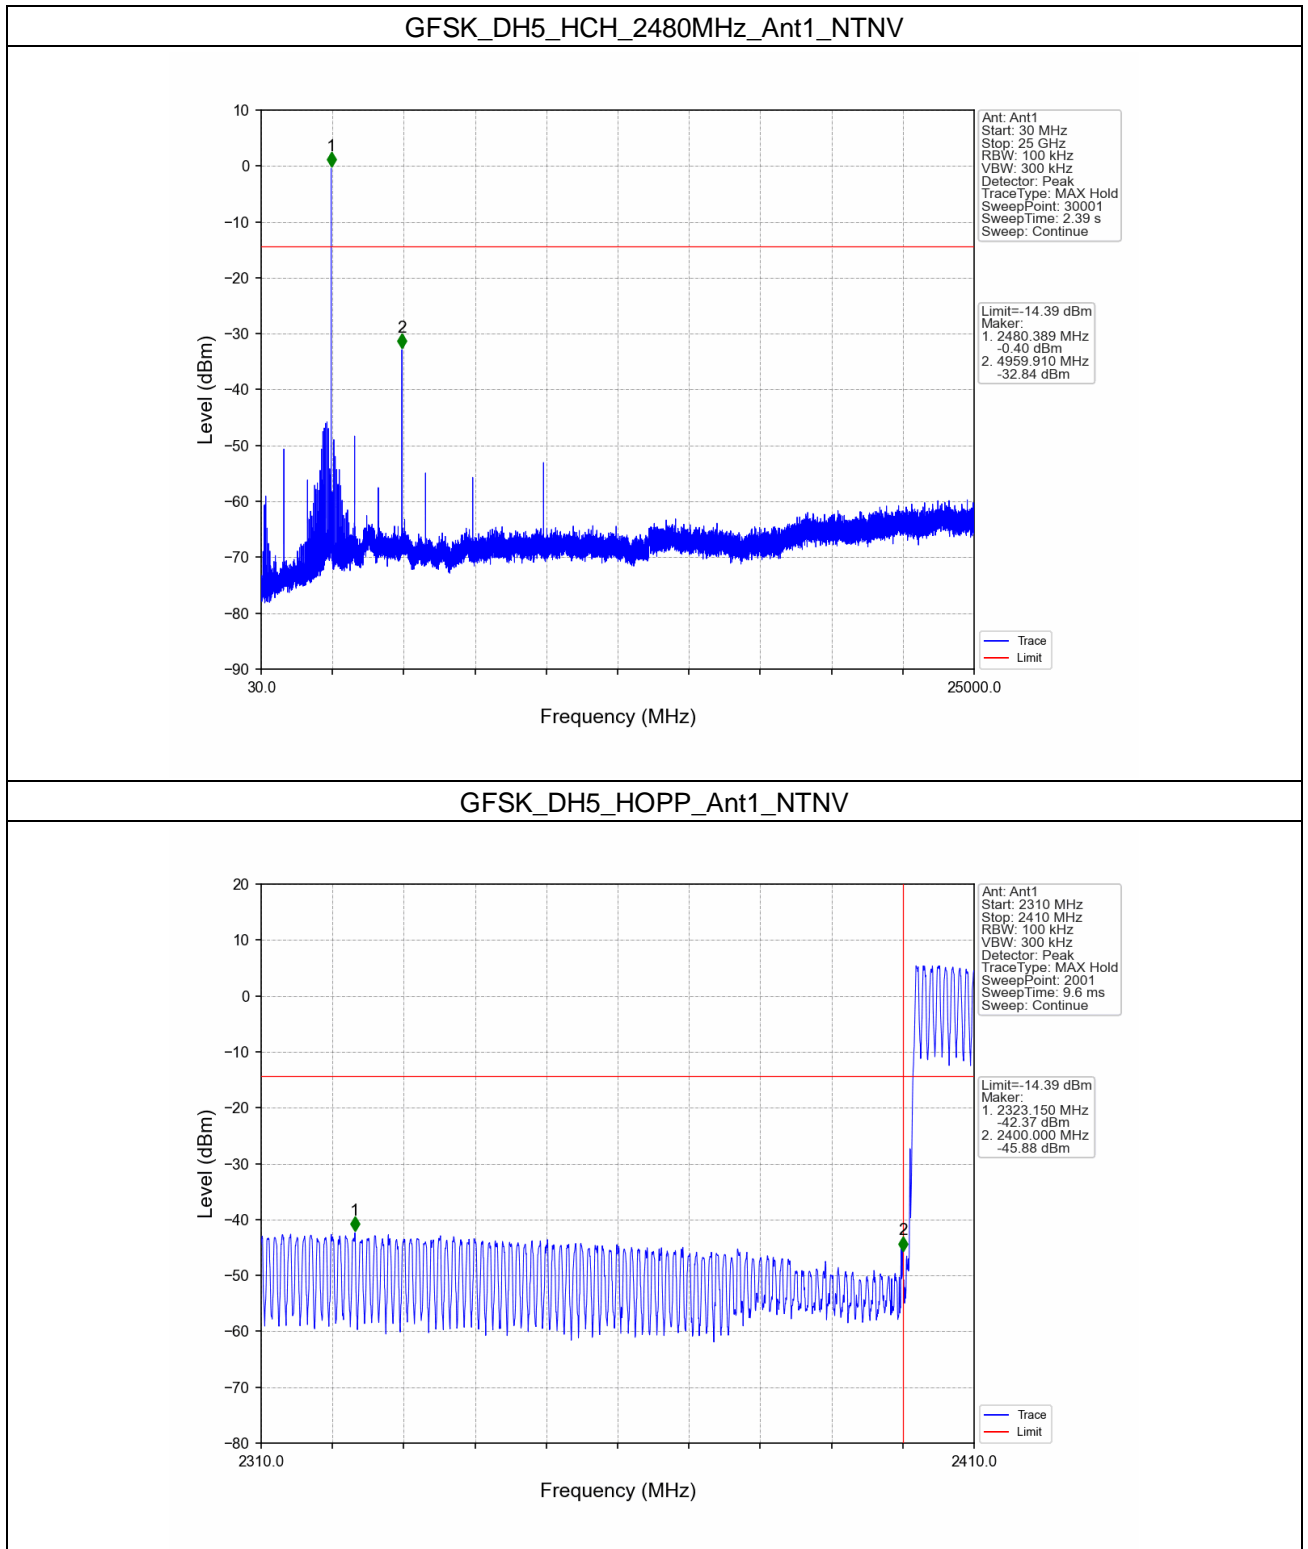 GFSK_DH5_HCH_2480MHz_Ant1_NTNV
10
0
−10
−20
−30
−40
−50
−60
−70
−80
−90
Level (dBm)
1
2
30.0
25000.0
Frequency (MHz)
Ant: Ant1
Start: 30 MHz
Stop: 25 GHz
RBW: 100 kHz
VBW: 300 kHz
Detector: Peak
TraceType: MAX Hold
SweepPoint: 30001
SweepTime: 2.39 s
Sweep: Continue
Limit=-14.39 dBm
Maker:
1. 2480.389 MHz
-0.40 dBm
2. 4959.910 MHz
-32.84 dBm
Trace
Limit
GFSK_DH5_HOPP_Ant1_NTNV
20
10
0
−10
−20
−30
−40
−50
−60
−70
−80
Level (dBm)
1
2
2310.0
2410.0
Frequency (MHz)
Ant: Ant1
Start: 2310 MHz
Stop: 2410 MHz
RBW: 100 kHz
VBW: 300 kHz
Detector: Peak
TraceType: MAX Hold
SweepPoint: 2001
SweepTime: 9.6 ms
Sweep: Continue
Limit=-14.39 dBm
Maker:
1. 2323.150 MHz
-42.37 dBm
2. 2400.000 MHz
-45.88 dBm
Trace
Limit